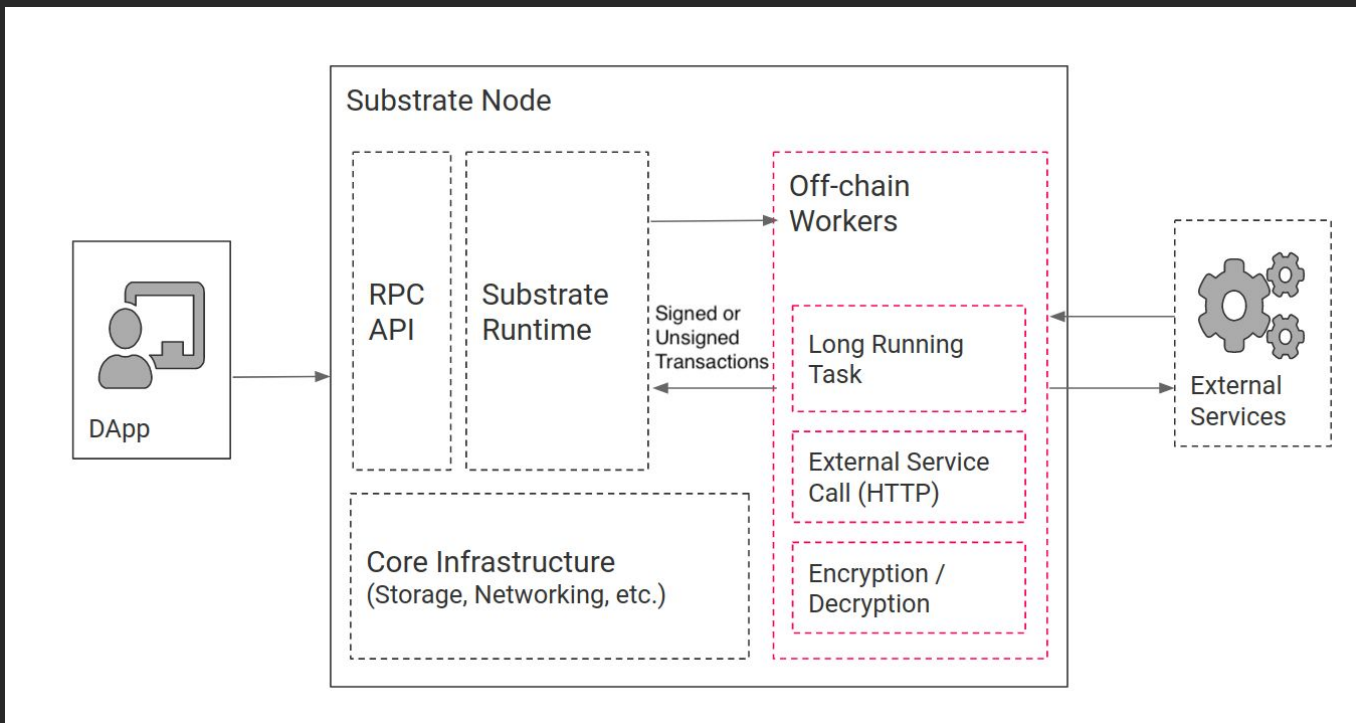 Substrate Node
RPC
API
Substrate
Runtime
Signed or
Unsigned
Transactions
Off-chain
Workers
Long Running
Task
External Service
Call (HTTP)
Encryption /
Decryption
Core Infrastructure
(Storage, Networking, etc.)
DApp
External
Services